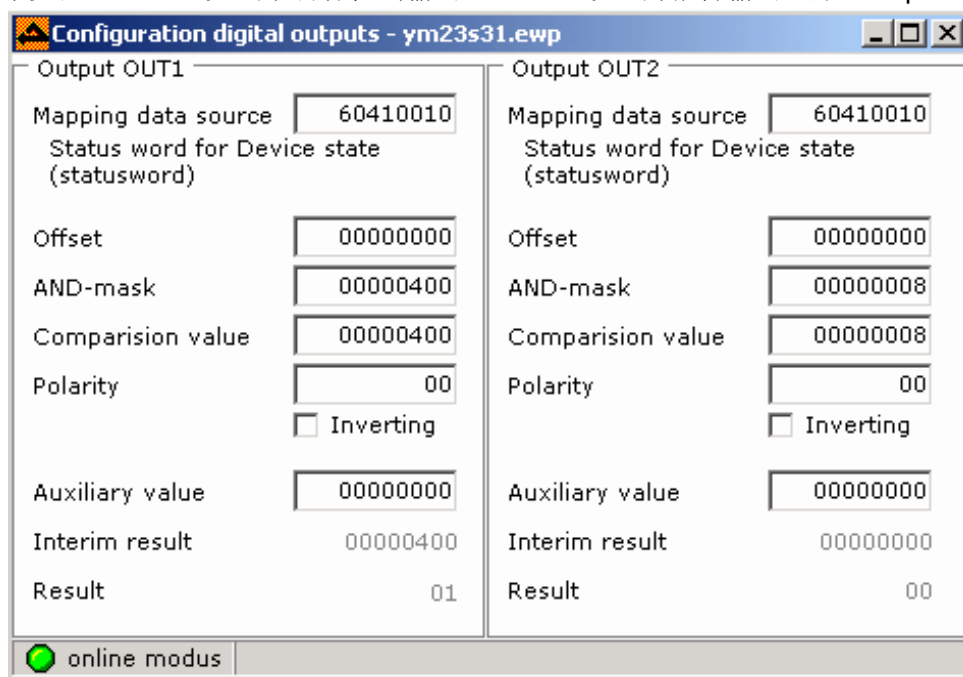 Configuration digital outputs - ym23s31.ewp
Output OUT1
Mapping data source 60410010
Status word for Device state
(statusword)
Offset 00000000
AND-mask 00000400
Comparision value 00000400
Polarity 00
Inverting
Auxiliary value 00000000
Interim result 00000400
Result 01
Output OUT2
Mapping data source 60410010
Status word for Device state
(statusword)
Offset 00000000
AND-mask 00000008
Comparision value 00000008
Polarity 00
Inverting
Auxiliary value 00000000
Interim result 00000000
Result 00
online modus